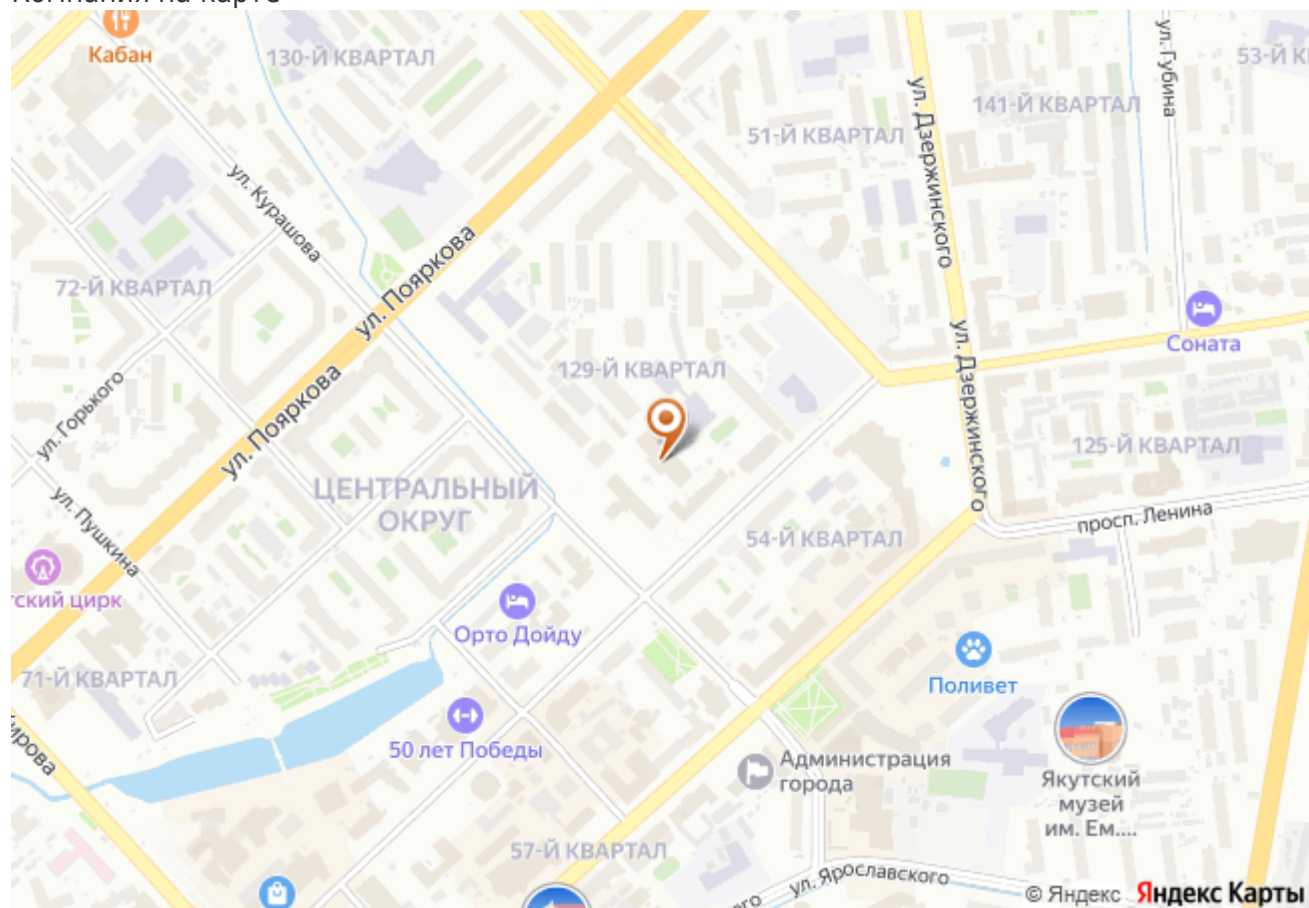 Кабан
130-Й КВАРТАЛ
ул. Губина
53-Й К
ул. Дзержинского
141-Й КВАРТАЛ
51-Й КВАРТАЛ
ул. Курашова
ул. Пояркова
72-Й КВАРТАЛ
ул. Дзержинского
Соната
129-Й КВАРТАЛ
ул. Горького
ул. Пояркова
125-Й КВАРТАЛ
ЦЕНТРАЛЬНЫЙ
ОКРУГ
ул. Пушкина
просп. Ленина
54-Й КВАРТАЛ
тский цирк
Орто Дойду
71-Й КВАРТАЛ
Поливет
ирова
50 лет Победы
Администрация
города
Якутский
музей
им. Ем....
57-Й КВАРТАЛ
ул. Ярославского
ого
© Яндекс Яндекс Карты